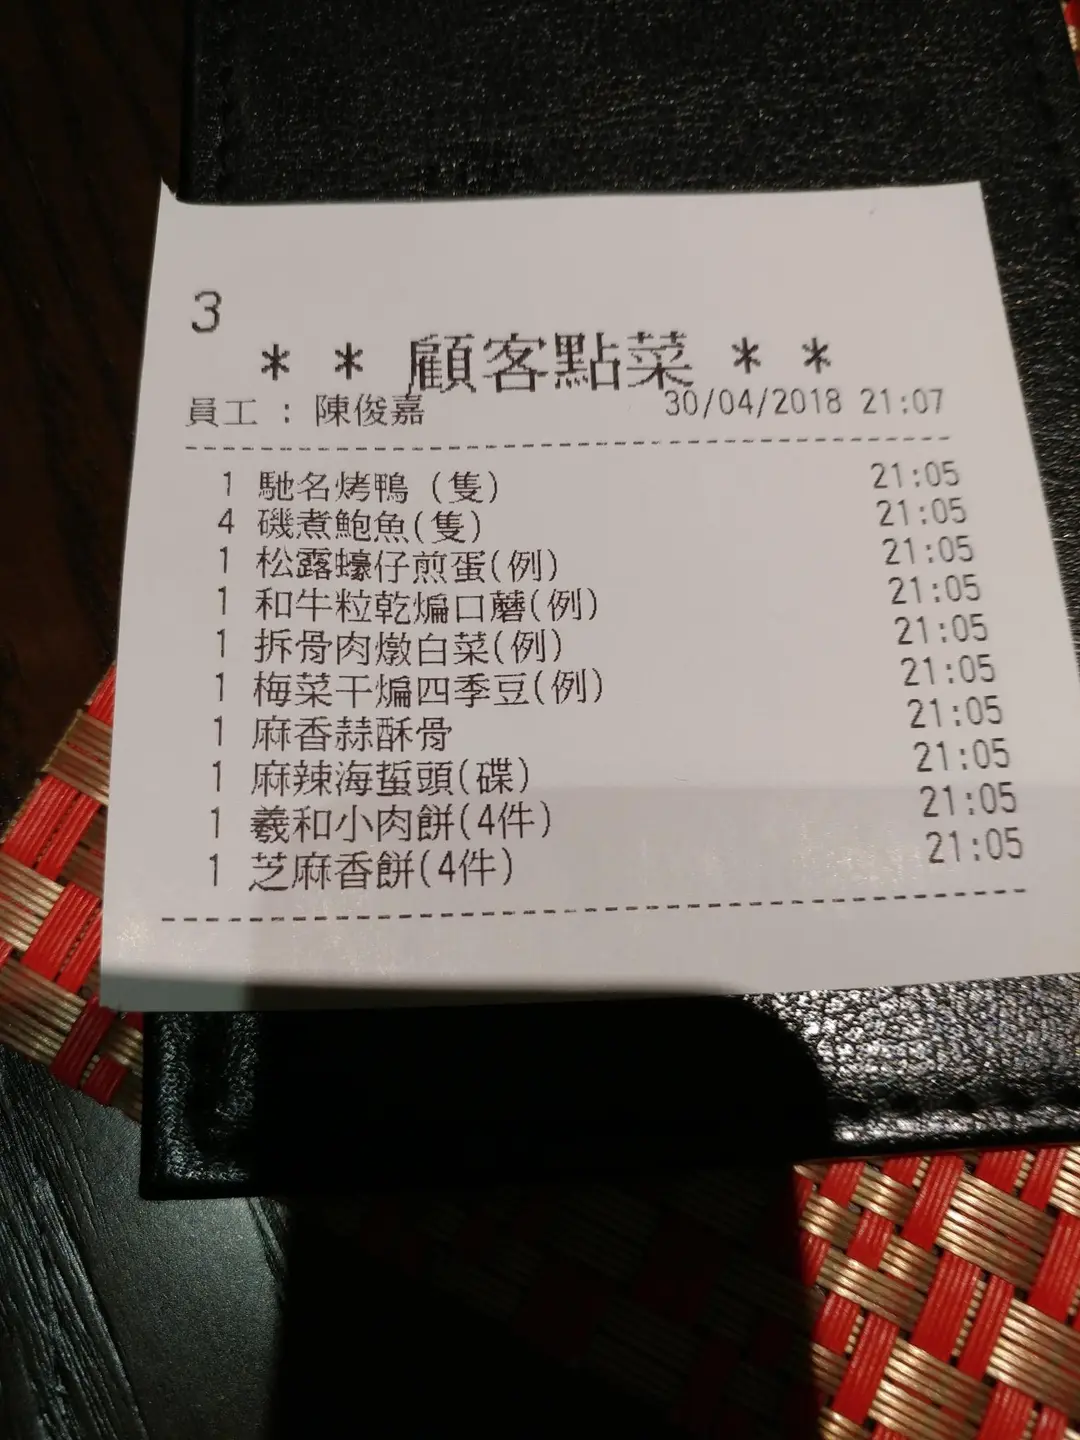 3
* * 顧客點菜 * *
員工 : 陳俊嘉 30/04/2018 21:07
1 馳名烤鴨 (隻) 21:05
4 磯煮鮑魚(隻) 21:05
1 松露蠔仔煎蛋(例) 21:05
1 和牛粒乾煸口蘑(例) 21:05
1 拆骨肉燉白菜(例) 21:05
1 梅菜干煸四季豆(例) 21:05
1 麻香蒜酥骨 21:05
1 麻辣海蜇頭(碟) 21:05
1 羲和小肉餅(4件) 21:05
1 芝麻香餅(4件) 21:05